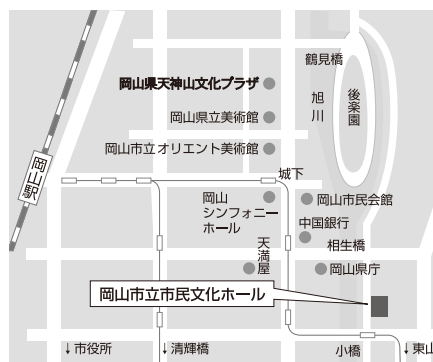 鶴見橋
岡山県天神山文化プラザ
旭川
後楽園
岡山県立美術館
岡山市立オリエント美術館
岡山駅
城下
岡山
シンフォニー
ホール
岡山市民会館
中国銀行
天満屋
相生橋
岡山県庁
岡山市立市民文化ホール
↓市役所
↓清輝橋
小橋
↓東山